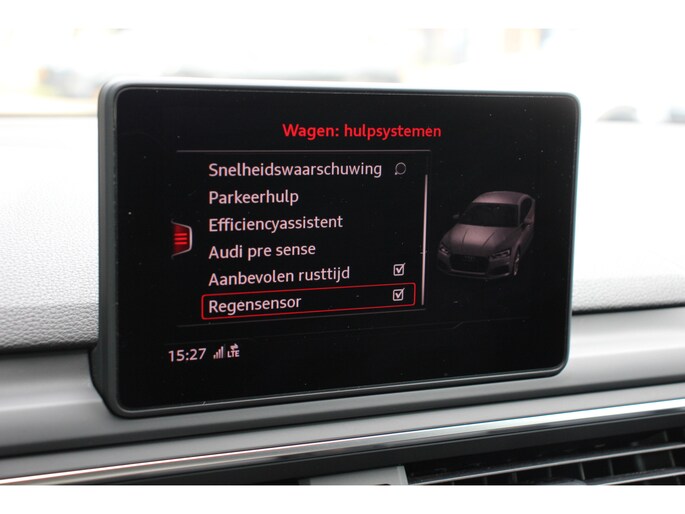 Wagen: hulpsystemen
Snelheidswaarschuwing
Parkeerhulp
Efficiencyassistent
Audi pre sense
Aanbevolen rusttijd
Regensensor
15:27 LTE